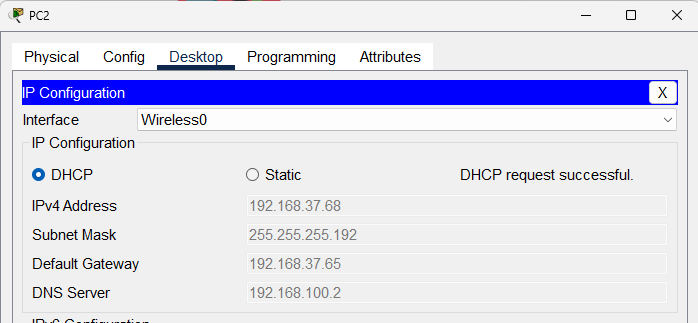 PC2
Physical Config Desktop Programming Attributes
IP Configuration X
Interface Wireless0
IP Configuration
DHCP Static DHCP request successful.
IPv4 Address 192.168.37.68
Subnet Mask 255.255.255.192
Default Gateway 192.168.37.65
DNS Server 192.168.100.2
IPv6 Configuration